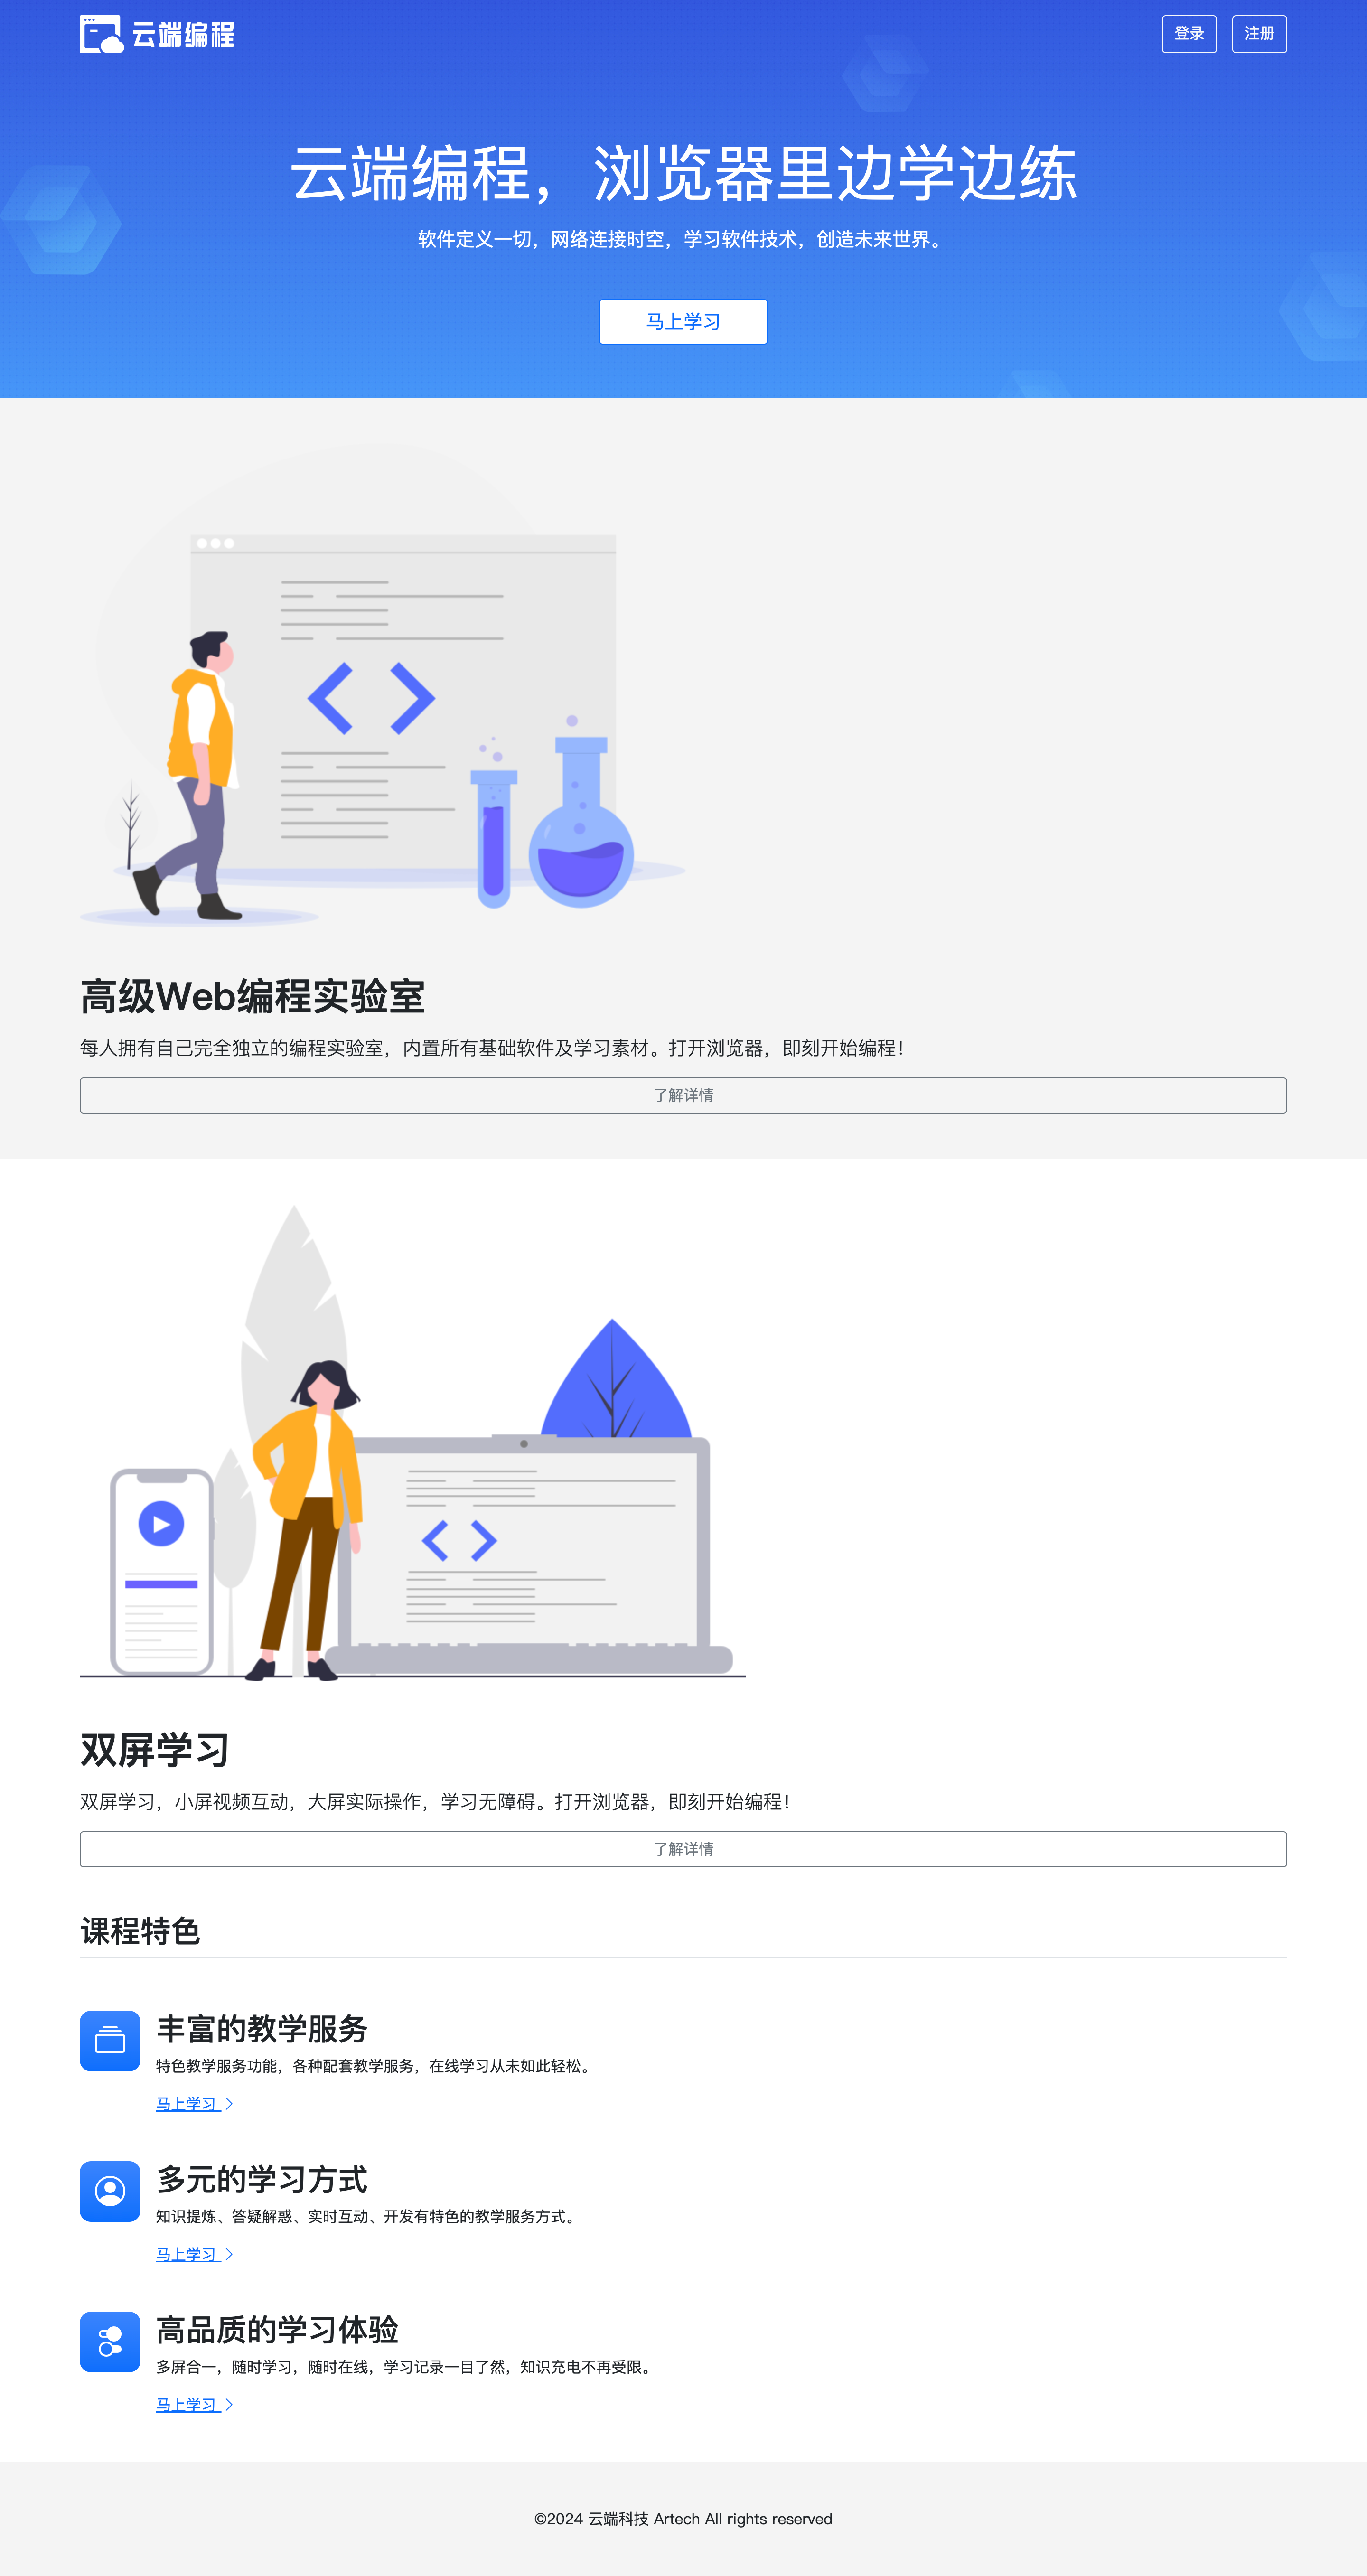 云端编程
登录
注册
云端编程，浏览器里边学边练
软件定义一切，网络连接时空，学习软件技术，创造未来世界。
马上学习
高级Web编程实验室
每人拥有自己完全独立的编程实验室，内置所有基础软件及学习素材。打开浏览器，即刻开始编程！
了解详情
双屏学习
双屏学习，小屏视频互动，大屏实际操作，学习无障碍。打开浏览器，即刻开始编程！
了解详情
课程特色
丰富的教学服务
特色教学服务功能，各种配套教学服务，在线学习从未如此轻松。
马上学习
多元的学习方式
知识提炼、答疑解惑、实时互动、开发有特色的教学服务方式。
马上学习
高品质的学习体验
多屏合一，随时学习，随时在线，学习记录一目了然，知识充电不再受限。
马上学习
©2024 云端科技 Artech All rights reserved